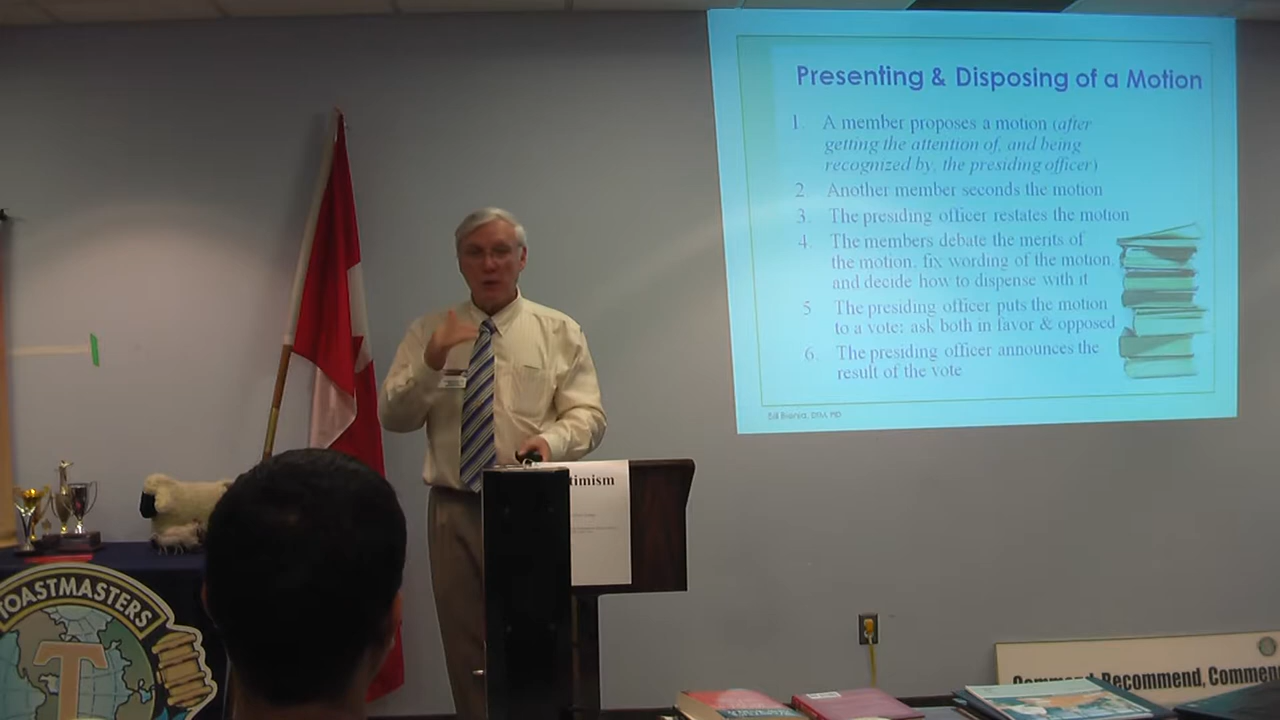 Presenting & Disposing of a Motion
1. A member proposes a motion (after
getting the attention of, and being
recognized by, the presiding officer)
2. Another member seconds the motion
3. The presiding officer restates the motion
4. The members debate the merits of
the motion, fix wording of the motion,
and decide how to dispense with it
5 The presiding officer puts the motion
to a vote: ask both in favor & opposed
6. The presiding officer announces the
result of the vote
timism
TOASTMASTERS
T
Recommend, Commen